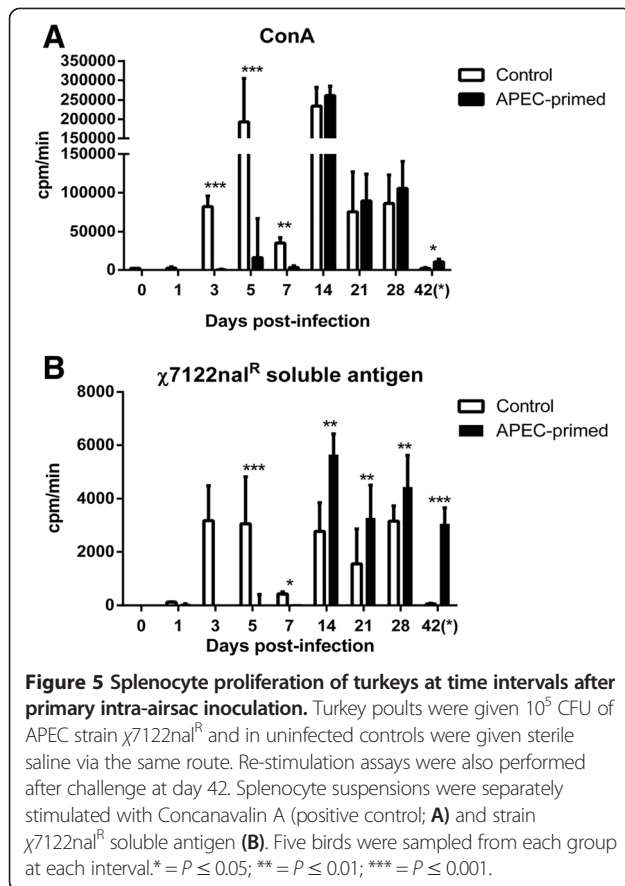 A
ConA
350000
300000
250000
200000
150000
100000
150000
100000
50000
0
cpm/min
***
***
**
*
Control
APEC-primed
0 1 3 5 7 14 21 28 42(*)
Days post-infection
B
χ7122nalᴿ soluble antigen
8000
6000
4000
2000
0
cpm/min
***
*
**
**
**
***
Control
APEC-primed
0 1 3 5 7 14 21 28 42(*)
Days post-infection
Figure 5 Splenocyte proliferation of turkeys at time intervals after
primary intra-airsac inoculation. Turkey poults were given 10⁵ CFU of
APEC strain χ7122nalᴿ and in uninfected controls were given sterile
saline via the same route. Re-stimulation assays were also performed
after challenge at day 42. Splenocyte suspensions were separately
stimulated with Concanavalin A (positive control; A) and strain
χ7122nalᴿ soluble antigen (B). Five birds were sampled from each group
at each interval.* = P ≤ 0.05; ** = P ≤ 0.01; *** = P ≤ 0.001.